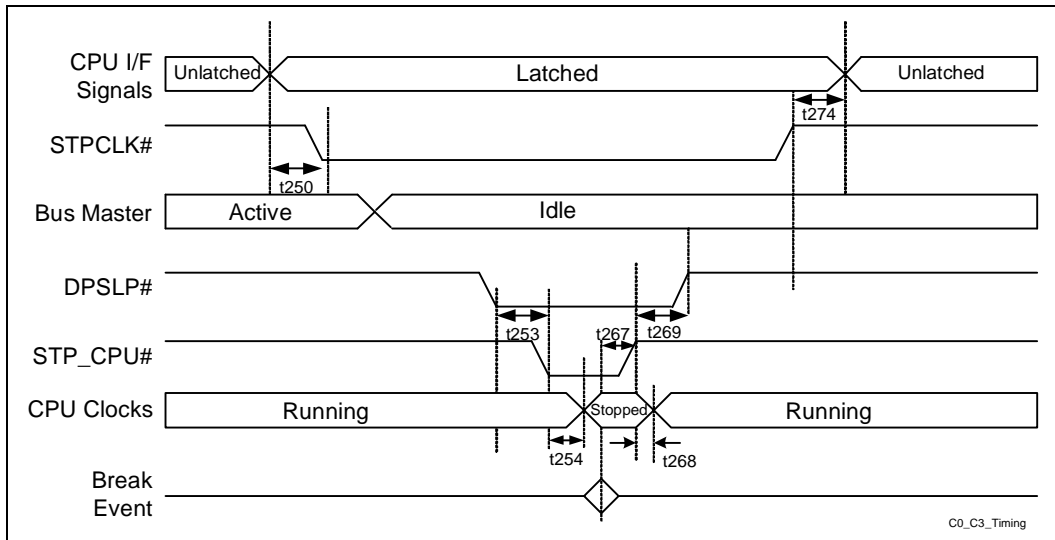 CPU I/F
Signals
Unlatched
Latched
Unlatched
t274
STPCLK#
t250
Bus Master
Active
Idle
DPSLP#
t253
t267
t269
STP_CPU#
CPU Clocks
Running
Stopped
Running
t254
t268
Break
Event
C0_C3_Timing